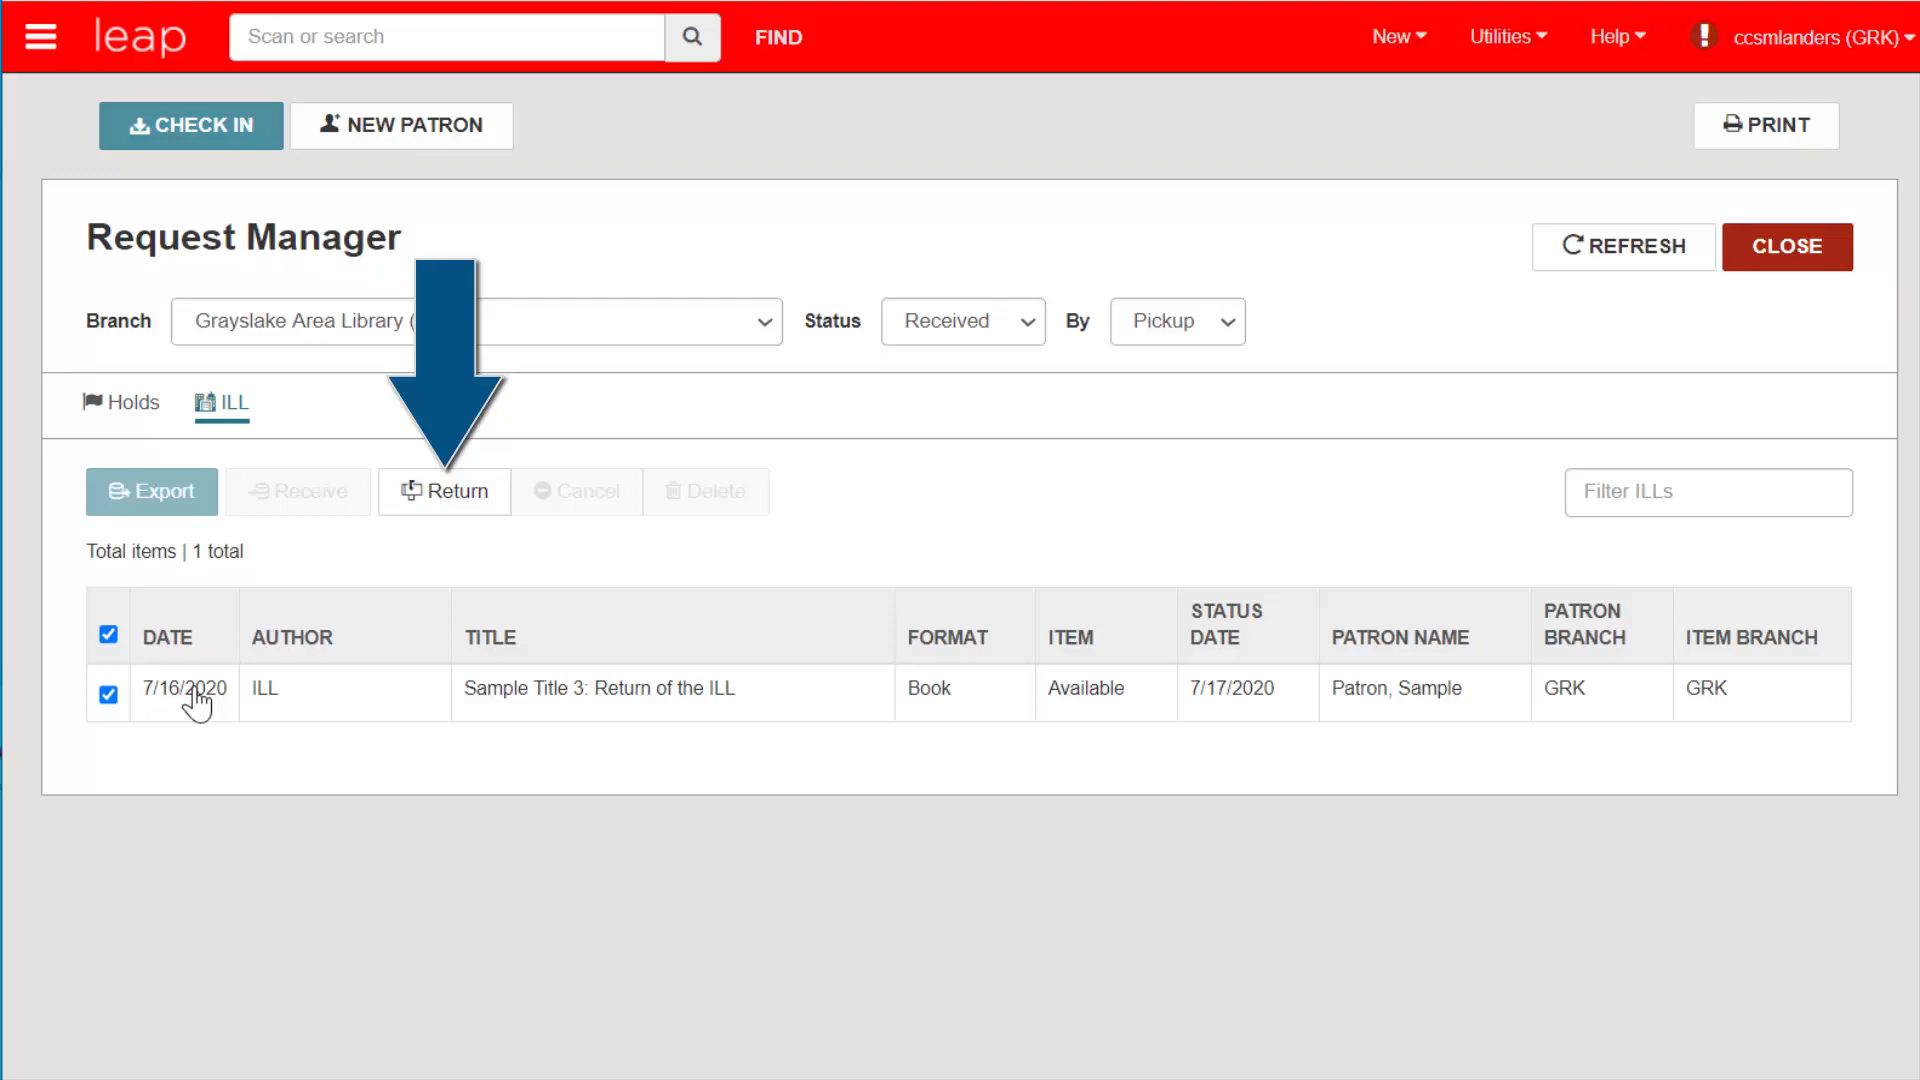 leap
Scan or search
FIND
New
Utilities
Help
ccsmlanders (GRK)
CHECK IN
NEW PATRON
PRINT
Request Manager
REFRESH
CLOSE
Branch
Grayslake Area Library (
Status
Received
By
Pickup
Holds
ILL
Export
Receive
Return
Cancel
Delete
Filter ILLs
Total items | 1 total
DATE
AUTHOR
TITLE
FORMAT
ITEM
STATUS
DATE
PATRON NAME
PATRON
BRANCH
ITEM BRANCH
7/16/2020
ILL
Sample Title 3: Return of the ILL
Book
Available
7/17/2020
Patron, Sample
GRK
GRK